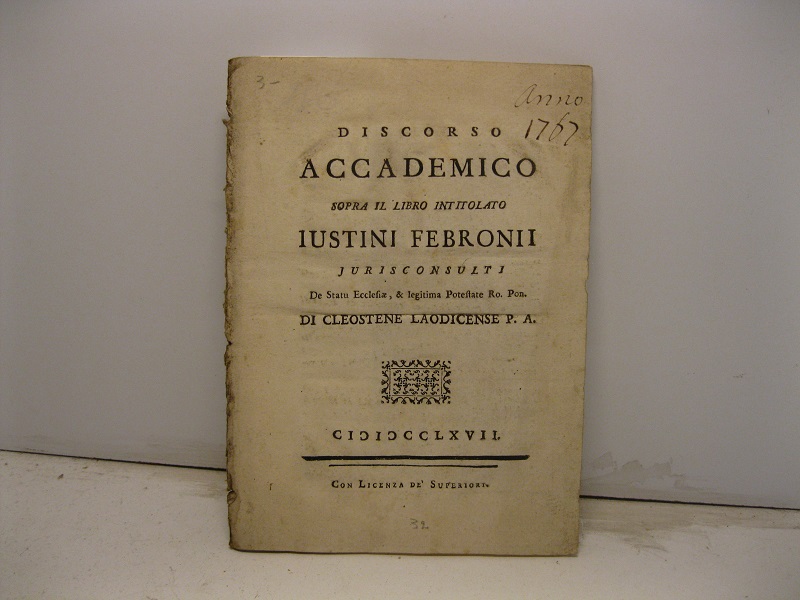 3-
Anno
1767
DISCORSO
ACCADEMICO
SOPRA IL LIBRO INTITOLATO
IUSTINI FEBRONII
JURISCONSULTI
De Statu Ecclesiæ, & legitima Potestate Ro. Pon.
DI CLEOSTENE LAODICENSE P. A.
CIↃIↃCCLXVII.
CON LICENZA DE' SUPERIORI.
32